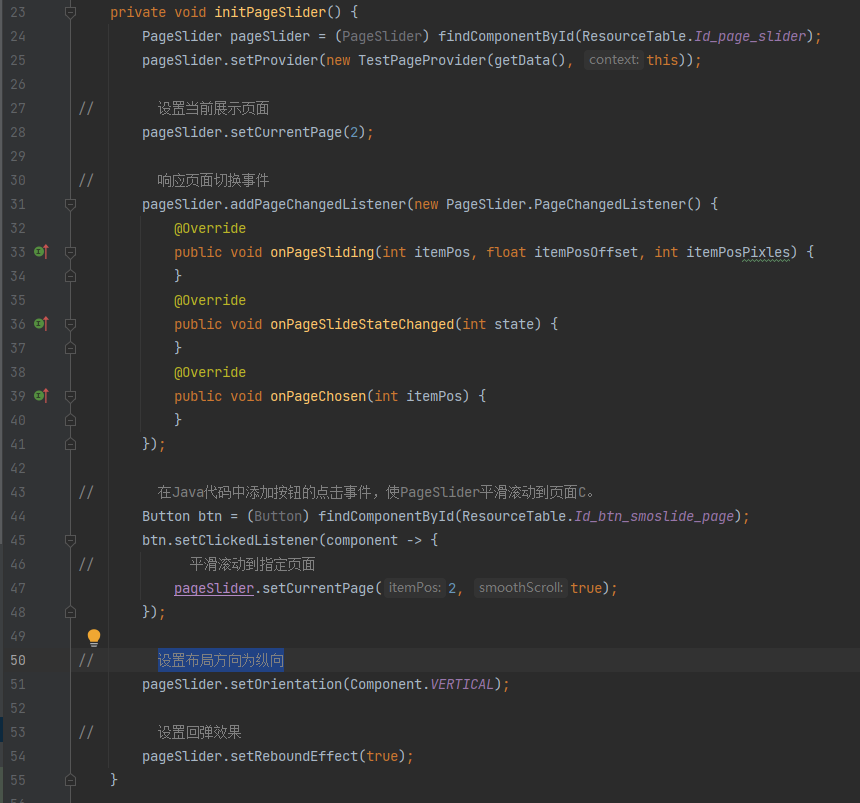 23 private void initPageSlider() {
24 PageSlider pageSlider = (PageSlider) findComponentById(ResourceTable.Id_page_slider);
25 pageSlider.setProvider(new TestPageProvider(getData(), context: this));
26
27 // 设置当前展示页面
28 pageSlider.setCurrentPage(2);
29
30 // 响应页面切换事件
31 pageSlider.addPageChangedListener(new PageSlider.PageChangedListener() {
32 @Override
33 public void onPageSliding(int itemPos, float itemPosOffset, int itemPosPixles) {
34 }
35 @Override
36 public void onPageSlideStateChanged(int state) {
37 }
38 @Override
39 public void onPageChosen(int itemPos) {
40 }
41 });
42
43 // 在Java代码中添加按钮的点击事件，使PageSlider平滑滚动到页面C。
44 Button btn = (Button) findComponentById(ResourceTable.Id_btn_smoslide_page);
45 btn.setClickedListener(component -> {
46 // 平滑滚动到指定页面
47 pageSlider.setCurrentPage( itemPos: 2, smoothScroll: true);
48 });
49
50 // 设置布局方向为纵向
51 pageSlider.setOrientation(Component.VERTICAL);
52
53 // 设置回弹效果
54 pageSlider.setReboundEffect(true);
55 }